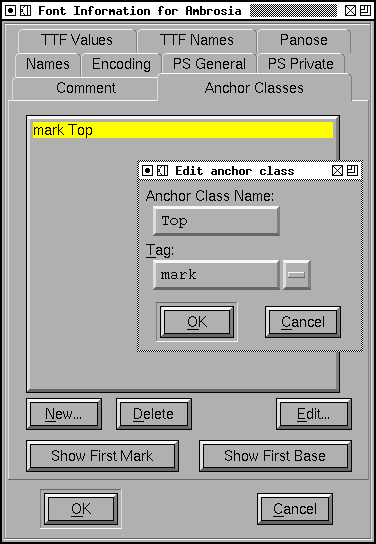 Font Information for Ambrosia
TTF Values TTF Names Panose
Names Encoding PS General PS Private
Comment Anchor Classes
mark Top
Edit anchor class
Anchor Class Name:
Top
Tag:
mark
OK Cancel
New... Delete Edit...
Show First Mark Show First Base
OK Cancel